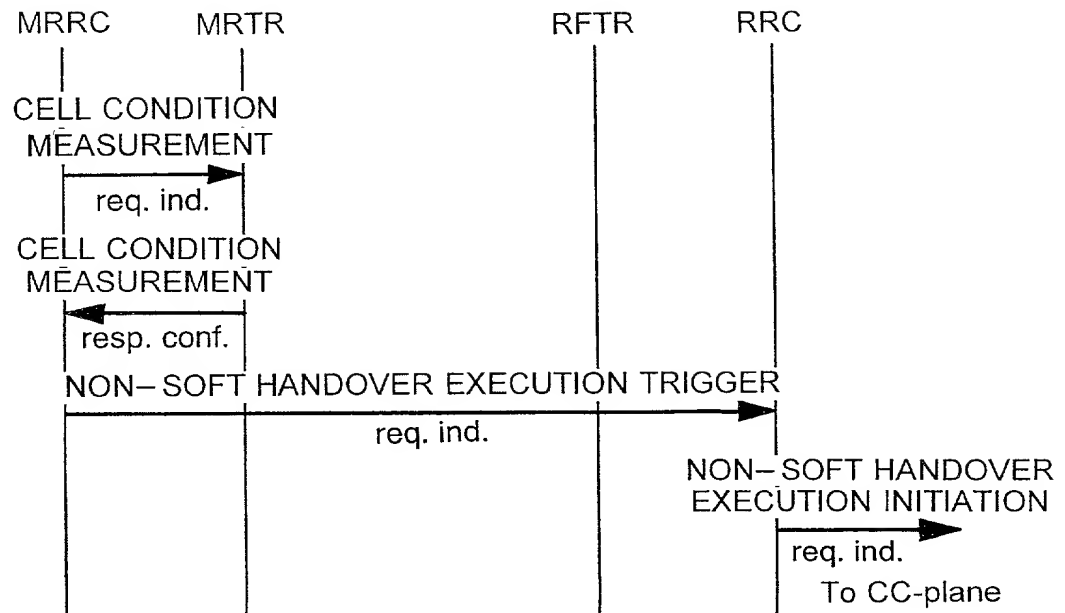 MRRC MRTR RFTR RRC
CELL CONDITION
MEASUREMENT
req. ind.
CELL CONDITION
MEASUREMENT
resp. conf.
NON–SOFT HANDOVER EXECUTION TRIGGER
req. ind.
NON–SOFT HANDOVER
EXECUTION INITIATION
req. ind.
To CC-plane